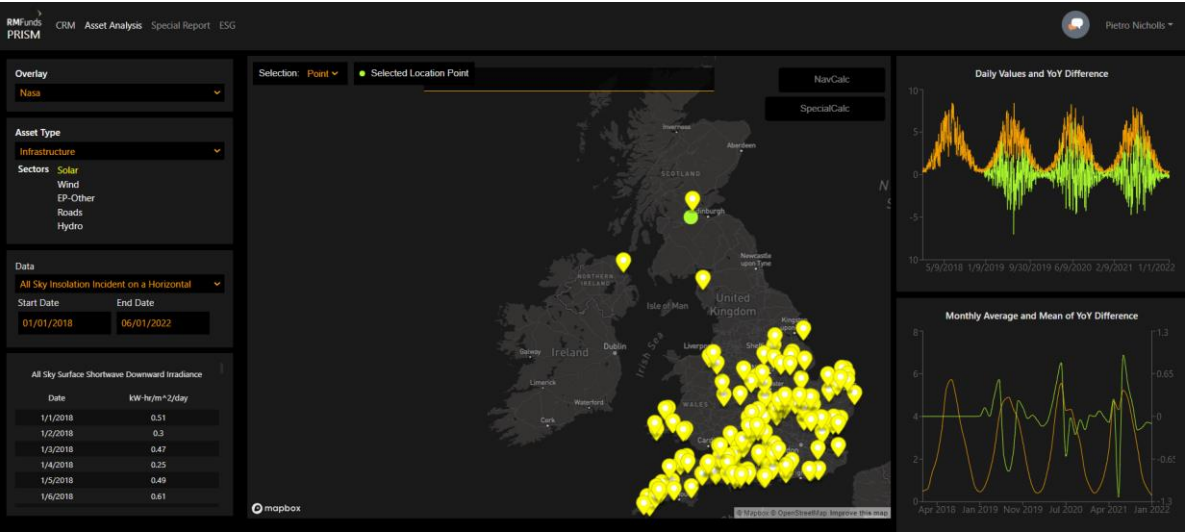 RMFunds
PRISM
CRM Asset Analysis Special Report ESG
Pietro Nicholls
Overlay
Nasa
Asset Type
Infrastructure
Sectors Solar
Wind
EP-Other
Roads
Hydro
Data
All Sky Insolation Incident on a Horizontal
Start Date End Date
01/01/2018 06/01/2022
All Sky Surface Shortwave Downward Irradiance
Date kW-hr/m^2/day
1/1/2018 0.51
1/2/2018 0.3
1/3/2018 0.47
1/4/2018 0.25
1/5/2018 0.49
1/6/2018 0.61
Selection: Point Selected Location Point
NavCalc
SpecialCalc
Inverness
Aberdeen
SCOTLAND
N
Newcastle
upon Tyne
NORTHERN
IRELAND
Isle of Man
United
Kingdom
Irish Sea
Dublin
Galway
Ireland
Limerick
Waterford
Cork
WALES
mapbox
© Mapbox © OpenStreetMap Improve this map
Daily Values and YoY Difference
10
5
0
-5
10
5/9/2018 1/9/2019 9/30/2019 6/9/2020 2/9/2021 1/1/2022
Monthly Average and Mean of YoY Difference
8 1.3
6 0.65
4 0
2 -0.65
0 -1.3
Apr 2018 Jan 2019 Nov 2019 Jul 2020 Apr 2021 Jan 2022